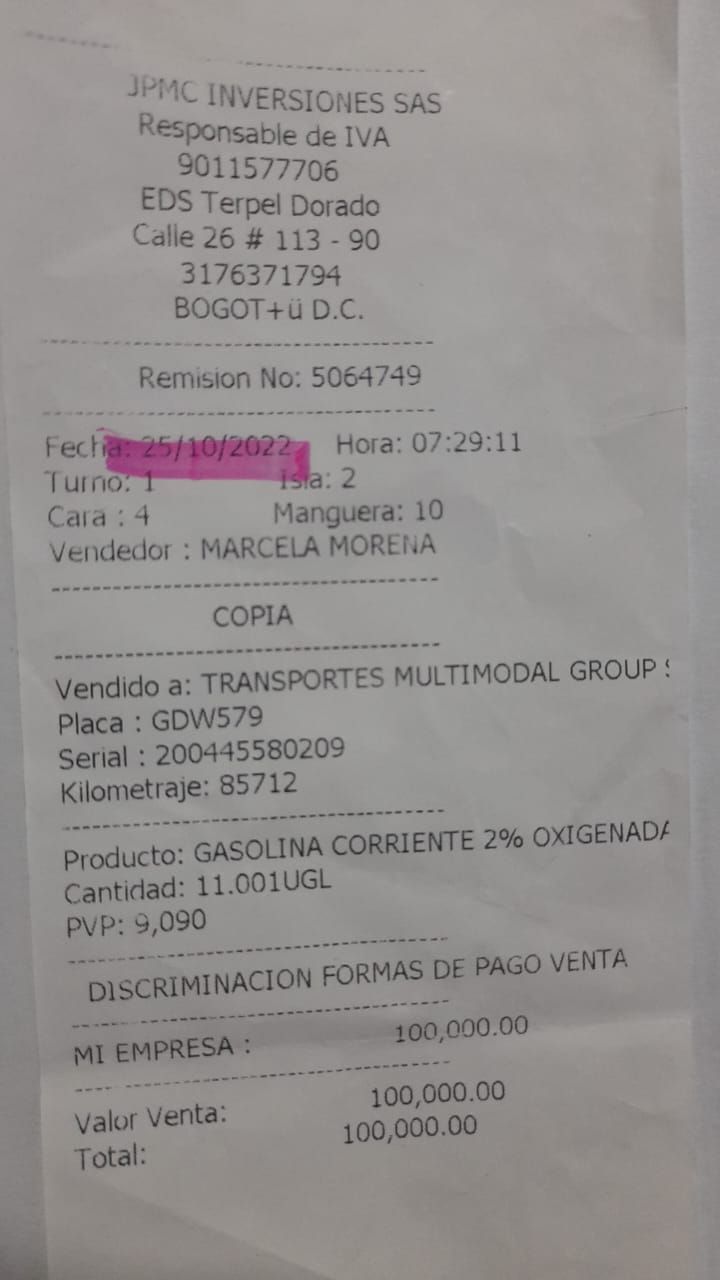 JPMC INVERSIONES SAS
Responsable de IVA
9011577706
EDS Terpel Dorado
Calle 26 # 113 - 90
3176371794
BOGOT+ü D.C.
Remision No: 5064749
Fecha: 25/10/2022 Hora: 07:29:11
Turno: 1 Isla: 2
Cara : 4 Manguera: 10
Vendedor : MARCELA MORENA
COPIA
Vendido a: TRANSPORTES MULTIMODAL GROUP S
Placa : GDW579
Serial : 200445580209
Kilometraje: 85712
Producto: GASOLINA CORRIENTE 2% OXIGENADA
Cantidad: 11.001UGL
PVP: 9,090
DISCRIMINACION FORMAS DE PAGO VENTA
MI EMPRESA : 100,000.00
Valor Venta: 100,000.00
Total: 100,000.00